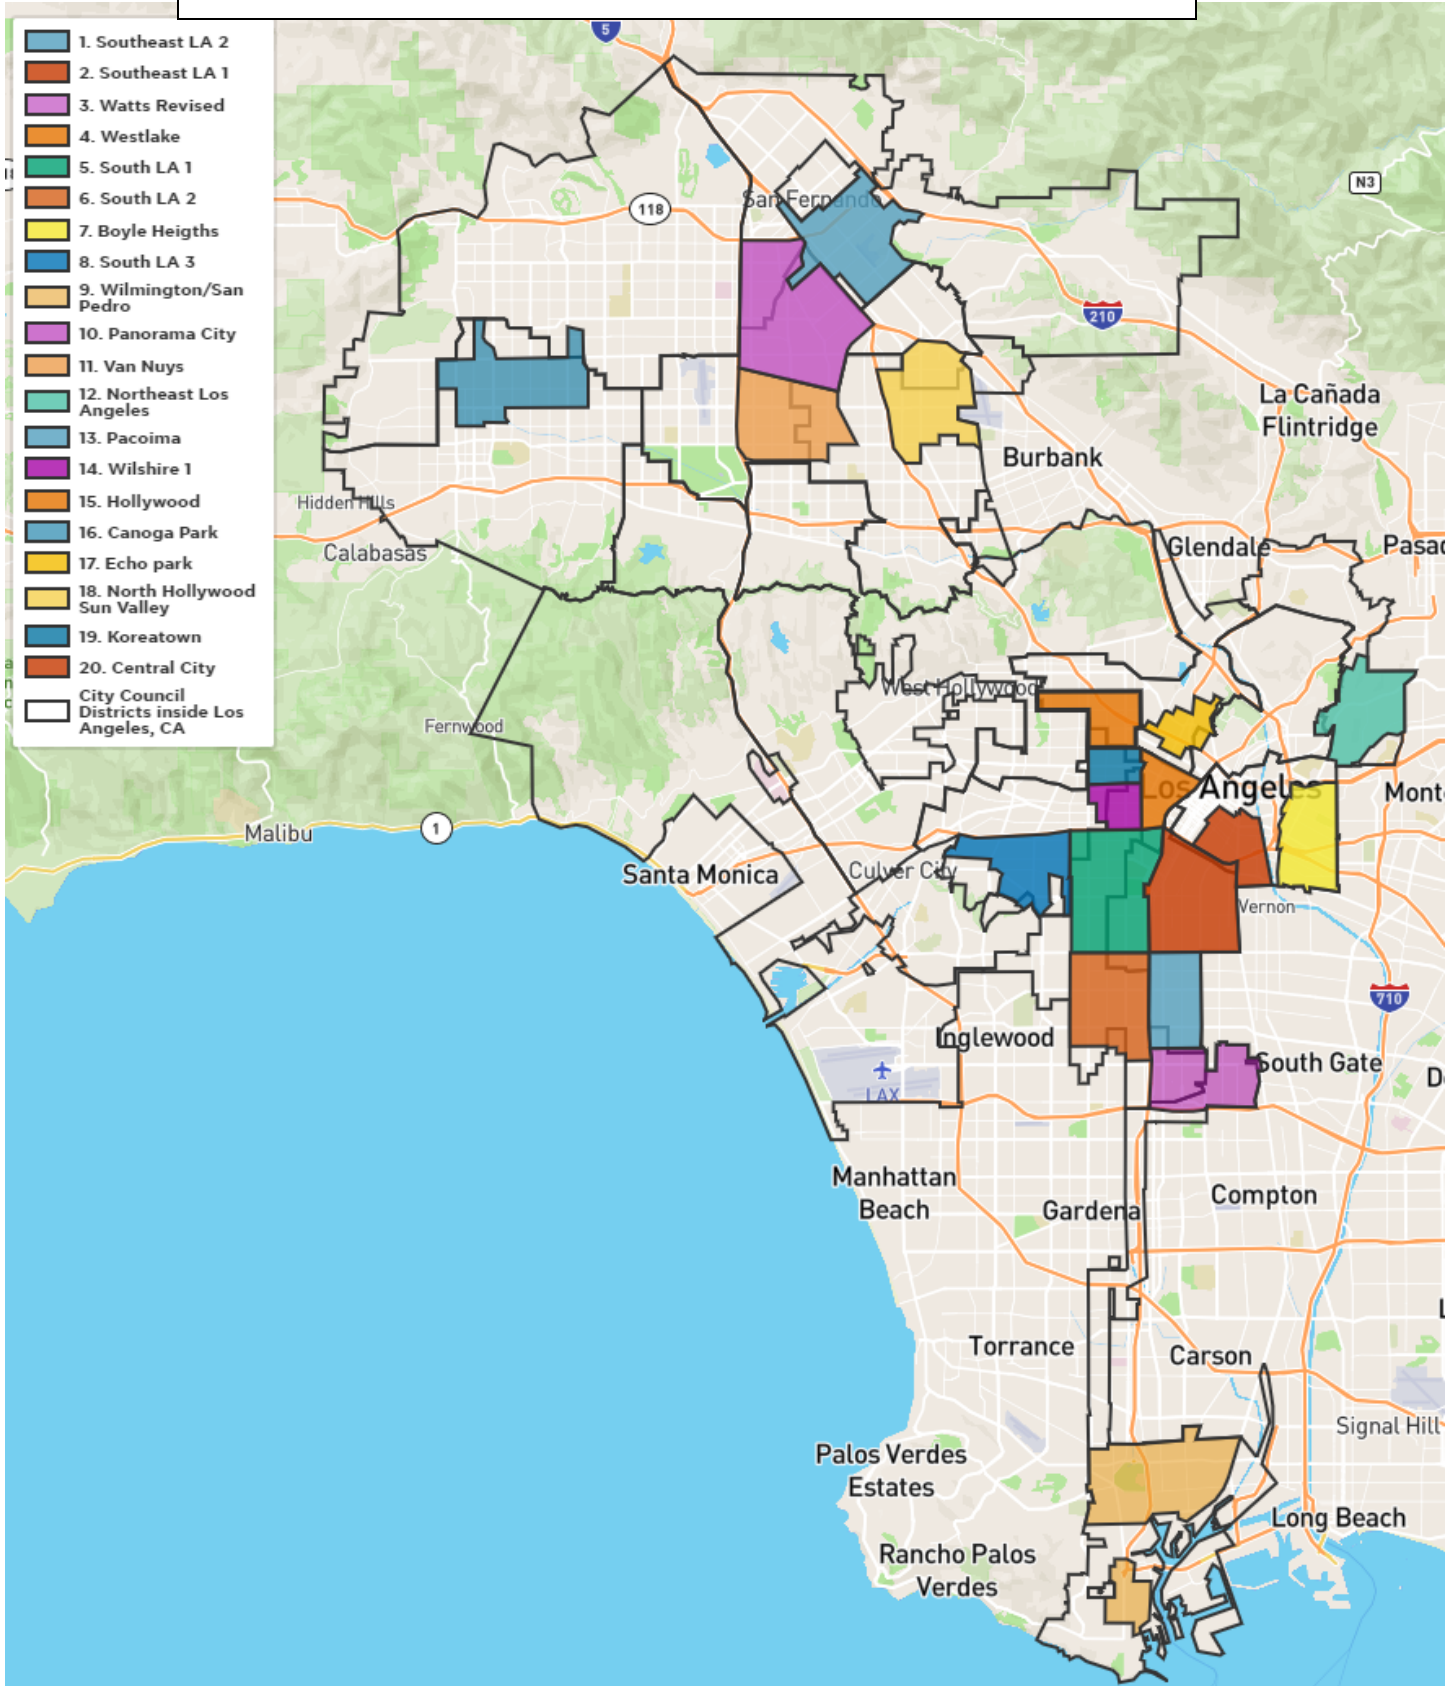 1. Southeast LA 2
2. Southeast LA 1
3. Watts Revised
4. Westlake
5. South LA 1
6. South LA 2
7. Boyle Heigths
8. South LA 3
9. Wilmington/San
Pedro
10. Panorama City
11. Van Nuys
12. Northeast Los
Angeles
13. Pacoima
14. Wilshire 1
15. Hollywood
16. Canoga Park
17. Echo park
18. North Hollywood
Sun Valley
19. Koreatown
20. Central City
City Council
Districts inside Los
Angeles, CA
5
N3
118
San Fernando
210
La Cañada
Flintridge
Burbank
Hidden Hills
Calabasas
Glendale
Pasad
West Hollywood
Fernwood
Los Angeles
Monte
Malibu
1
Santa Monica
Culver City
Vernon
710
Inglewood
South Gate
LAX
Manhattan
Beach
Gardena
Compton
Torrance
Carson
Signal Hill
Palos Verdes
Estates
Long Beach
Rancho Palos
Verdes